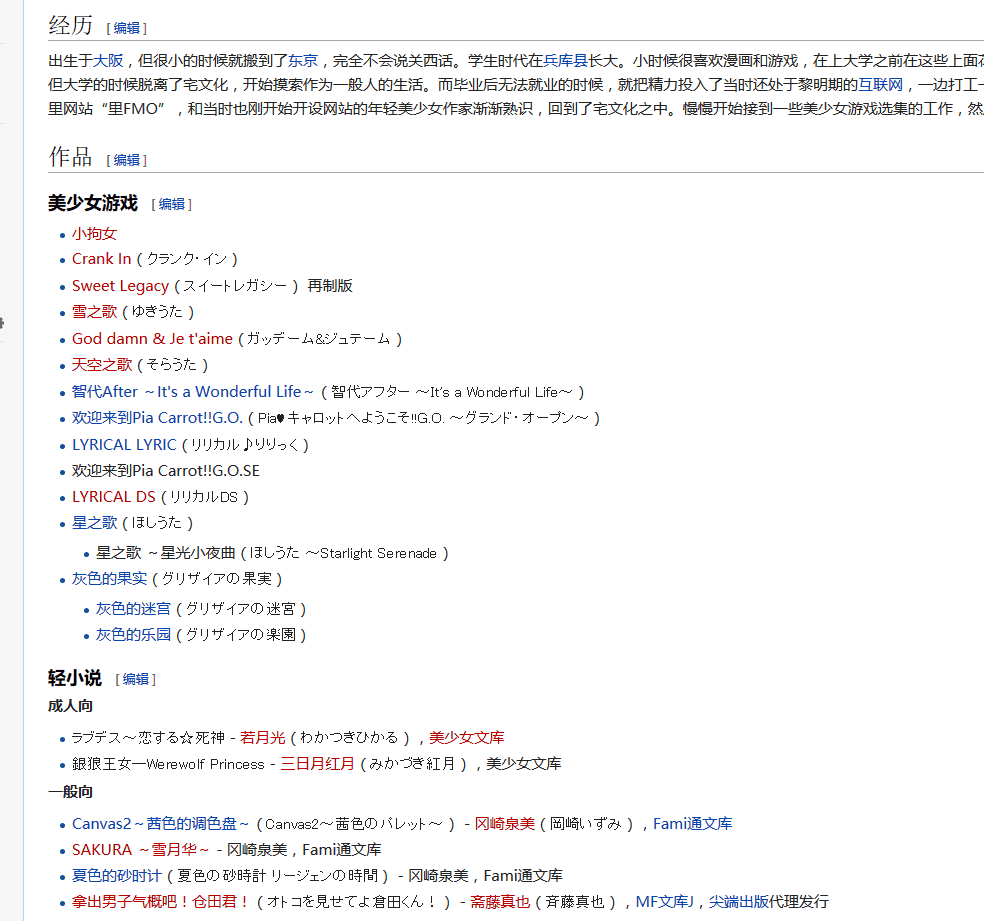 经历 [编辑]
出生于大阪，但很小的时候就搬到了东京，完全不会说关西话。学生时代在兵库县长大。小时候很喜欢漫画和游戏，在上大学之前在这些上面花
但大学的时候脱离了宅文化，开始摸索作为一般人的生活。而毕业后无法就业的时候，就把精力投入了当时还处于黎明期的互联网，一边打工一
里网站“里FMO”，和当时也刚开始开设网站的年轻美少女作家渐渐熟识，回到了宅文化之中。慢慢开始接到一些美少女游戏选集的工作，然
作品 [编辑]
美少女游戏 [编辑]
小拘女
Crank In（クランク・イン）
Sweet Legacy（スイートレガシー）再制版
雪之歌（ゆきうた）
God damn & Je t'aime（ガッデーム&ジュテーム）
天空之歌（そらうた）
智代After ～It's a Wonderful Life～（智代アフター ～It's a Wonderful Life～）
欢迎来到Pia Carrot!!G.O.（Pia♥キャロットへようこそ!!G.O. ～グランド・オープン～）
LYRICAL LYRIC（リリカル♪りりっく）
欢迎来到Pia Carrot!!G.O.SE
LYRICAL DS（リリカルDS）
星之歌（ほしうた）
星之歌 ～星光小夜曲（ほしうた ～Starlight Serenade）
灰色的果实（グリザイアの果実）
灰色的迷宫（グリザイアの迷宮）
灰色的乐园（グリザイアの楽園）
轻小说 [编辑]
成人向
ラブデス～恋する☆死神 - 若月光（わかつきひかる），美少女文库
銀狼王女—Werewolf Princess - 三日月红月（みかづき紅月），美少女文库
一般向
Canvas2～茜色的调色盘～（Canvas2～茜色のパレット～） - 冈崎泉美（岡崎いずみ），Fami通文库
SAKURA ～雪月华～ - 冈崎泉美，Fami通文库
夏色的砂时计（夏色の砂時計 リージェンの時間） - 冈崎泉美，Fami通文库
拿出男子气概吧！仓田君！（オトコを見せてよ倉田くん！） - 斋藤真也（斉藤真也），MF文库J，尖端出版代理发行